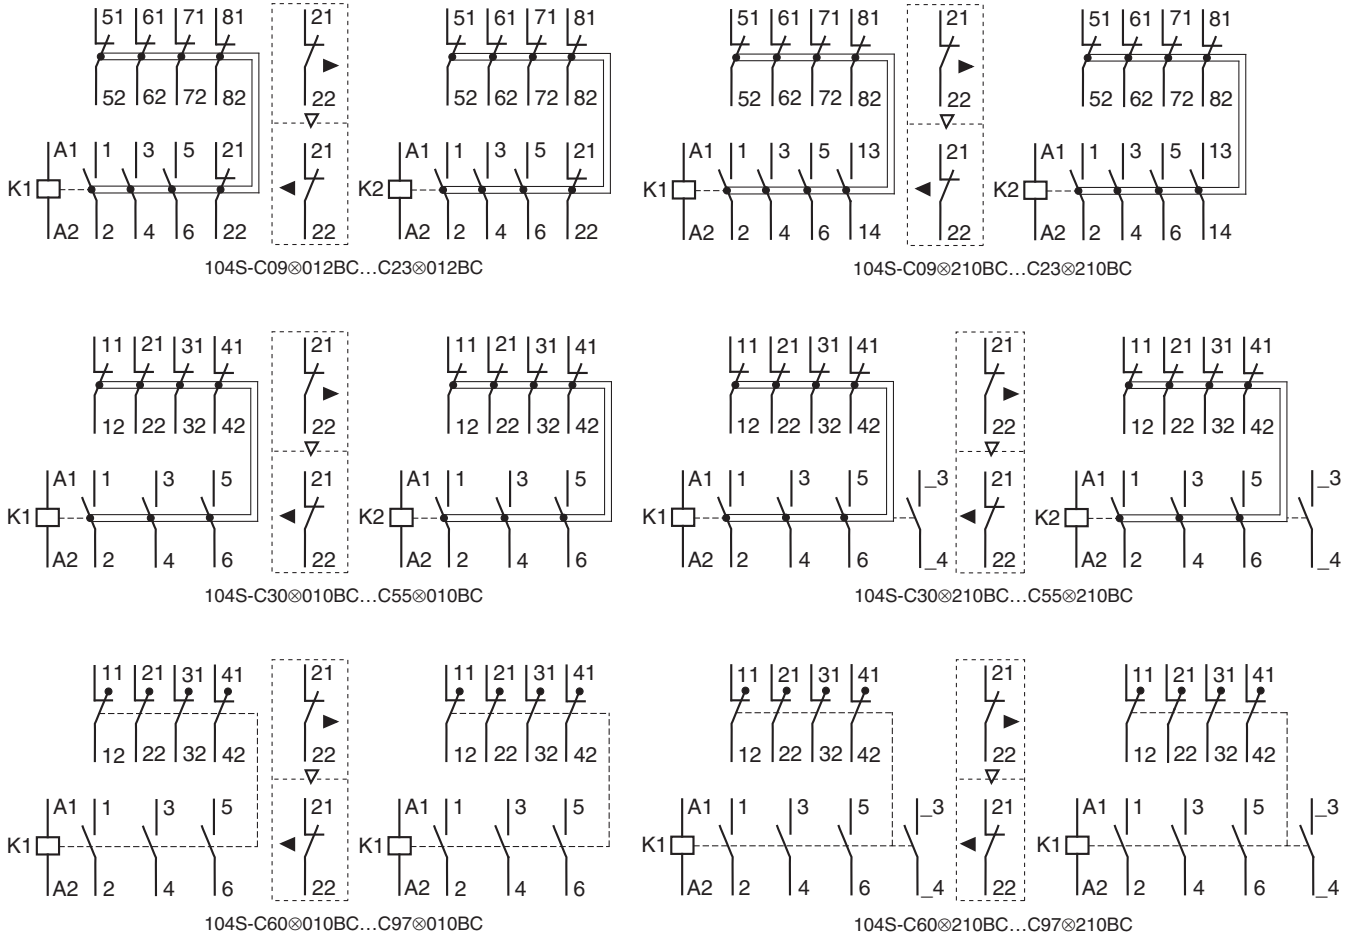 51 61 71 81 21 51 61 71 81 51 61 71 81 21 51 61 71 81
52 62 72 82 22 52 62 72 82 52 62 72 82 22 52 62 72 82
A1 1 3 5 21 21 A1 1 3 5 21 A1 1 3 5 13 21 A1 1 3 5 13
K1 K2 K1 K2
A2 2 4 6 22 22 A2 2 4 6 22 A2 2 4 6 14 22 A2 2 4 6 14
104S-C09⊗012BC...C23⊗012BC 104S-C09⊗210BC...C23⊗210BC
11 21 31 41 21 11 21 31 41 11 21 31 41 21 11 21 31 41
12 22 32 42 22 12 22 32 42 12 22 32 42 22 12 22 32 42
A1 1 3 5 21 A1 1 3 5 A1 1 3 5 _3 21 A1 1 3 5 _3
K1 K2 K1 K2
A2 2 4 6 22 A2 2 4 6 A2 2 4 6 _4 22 A2 2 4 6 _4
104S-C30⊗010BC...C55⊗010BC 104S-C30⊗210BC...C55⊗210BC
11 21 31 41 21 11 21 31 41 11 21 31 41 21 11 21 31 41
12 22 32 42 22 12 22 32 42 12 22 32 42 22 12 22 32 42
A1 1 3 5 21 A1 1 3 5 A1 1 3 5 _3 21 A1 1 3 5 _3
K1 K1 K1 K1
A2 2 4 6 22 A2 2 4 6 A2 2 4 6 _4 22 A2 2 4 6 _4
104S-C60⊗010BC...C97⊗010BC 104S-C60⊗210BC...C97⊗210BC